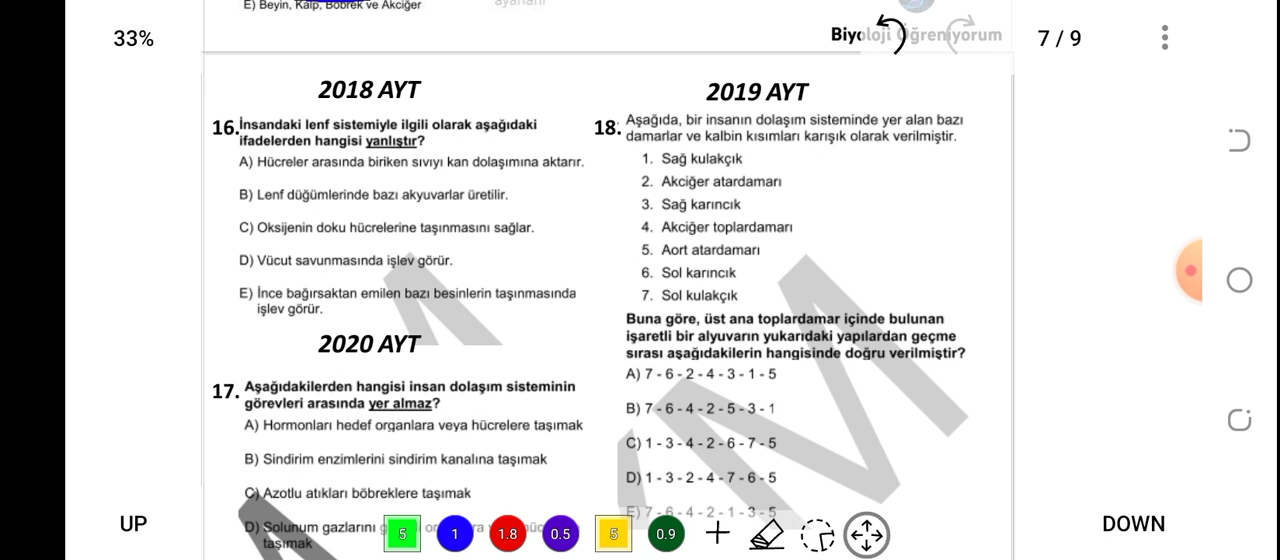 33%
E) Beyin, Kalp, Böbrek ve Akciğer
Biyoloji Öğreniyorum
7 / 9
2018 AYT
16. İnsandaki lenf sistemiyle ilgili olarak aşağıdaki
ifadelerden hangisi yanlıştır?
A) Hücreler arasında biriken sıvıyı kan dolaşımına aktarır.
B) Lenf düğümlerinde bazı akyuvarlar üretilir.
C) Oksijenin doku hücrelerine taşınmasını sağlar.
D) Vücut savunmasında işlev görür.
E) İnce bağırsaktan emilen bazı besinlerin taşınmasında
işlev görür.
2020 AYT
17. Aşağıdakilerden hangisi insan dolaşım sisteminin
görevleri arasında yer almaz?
A) Hormonları hedef organlara veya hücrelere taşımak
B) Sindirim enzimlerini sindirim kanalına taşımak
C) Azotlu atıkları böbreklere taşımak
D) Solunum gazlarını
taşımak
2019 AYT
18. Aşağıda, bir insanın dolaşım sisteminde yer alan bazı
damarlar ve kalbin kısımları karışık olarak verilmiştir.
1. Sağ kulakçık
2. Akciğer atardamarı
3. Sağ karıncık
4. Akciğer toplardamarı
5. Aort atardamarı
6. Sol karıncık
7. Sol kulakçık
Buna göre, üst ana toplardamar içinde bulunan
işaretli bir alyuvarın yukarıdaki yapılardan geçme
sırası aşağıdakilerin hangisinde doğru verilmiştir?
A) 7 - 6 - 2 - 4 - 3 - 1 - 5
B) 7 - 6 - 4 - 2 - 5 - 3 - 1
C) 1 - 3 - 4 - 2 - 6 - 7 - 5
D) 1 - 3 - 2 - 4 - 7 - 6 - 5
E) 7 - 6 - 4 - 2 - 1 - 3 - 5
UP
5 1 1.8 0.5 5 0.9
DOWN